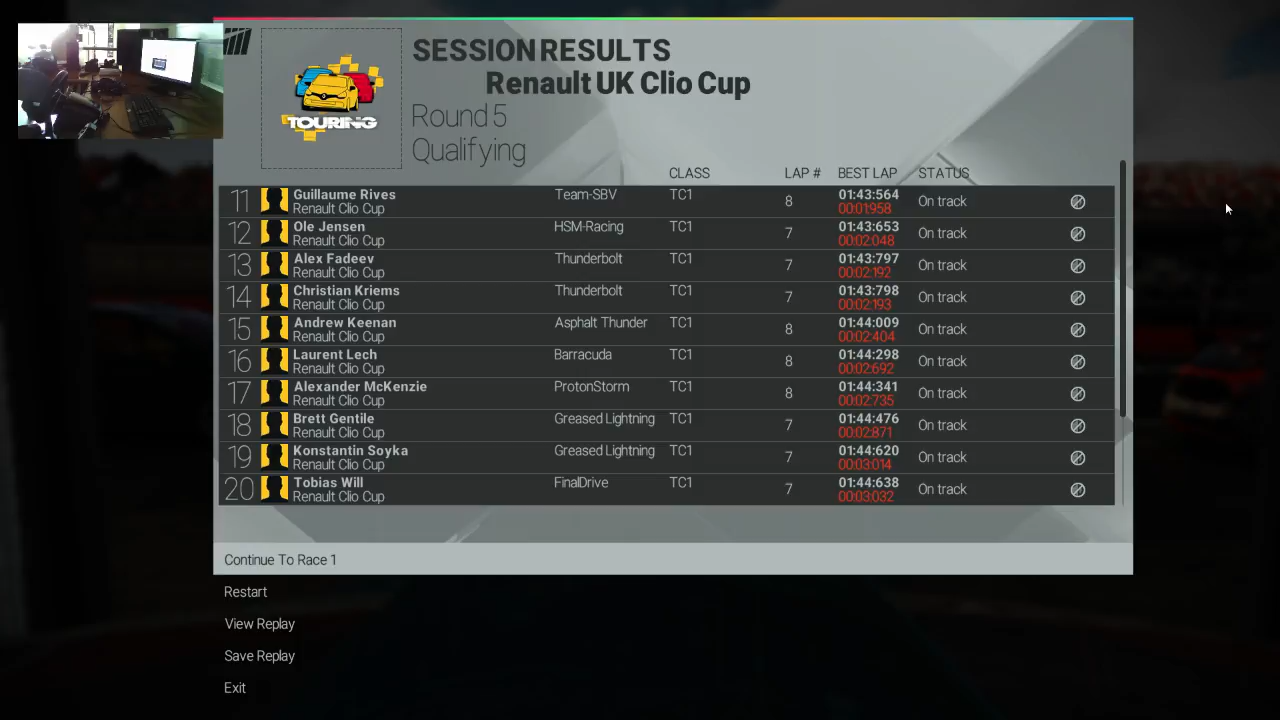 SESSION RESULTS
Renault UK Clio Cup
Round 5
Qualifying
TOURING
CLASS LAP # BEST LAP STATUS
11 Guillaume Rives Team-SBV TC1 8 01:43:564 On track
Renault Clio Cup 00:01:958
12 Ole Jensen HSM-Racing TC1 7 01:43:653 On track
Renault Clio Cup 00:02:048
13 Alex Fadeev Thunderbolt TC1 7 01:43:797 On track
Renault Clio Cup 00:02:192
14 Christian Kriems Thunderbolt TC1 7 01:43:798 On track
Renault Clio Cup 00:02:193
15 Andrew Keenan Asphalt Thunder TC1 8 01:44:009 On track
Renault Clio Cup 00:02:404
16 Laurent Lech Barracuda TC1 8 01:44:298 On track
Renault Clio Cup 00:02:692
17 Alexander McKenzie ProtonStorm TC1 8 01:44:341 On track
Renault Clio Cup 00:02:735
18 Brett Gentile Greased Lightning TC1 7 01:44:476 On track
Renault Clio Cup 00:02:871
19 Konstantin Soyka Greased Lightning TC1 7 01:44:620 On track
Renault Clio Cup 00:03:014
20 Tobias Will FinalDrive TC1 7 01:44:638 On track
Renault Clio Cup 00:03:032
Continue To Race 1
Restart
View Replay
Save Replay
Exit